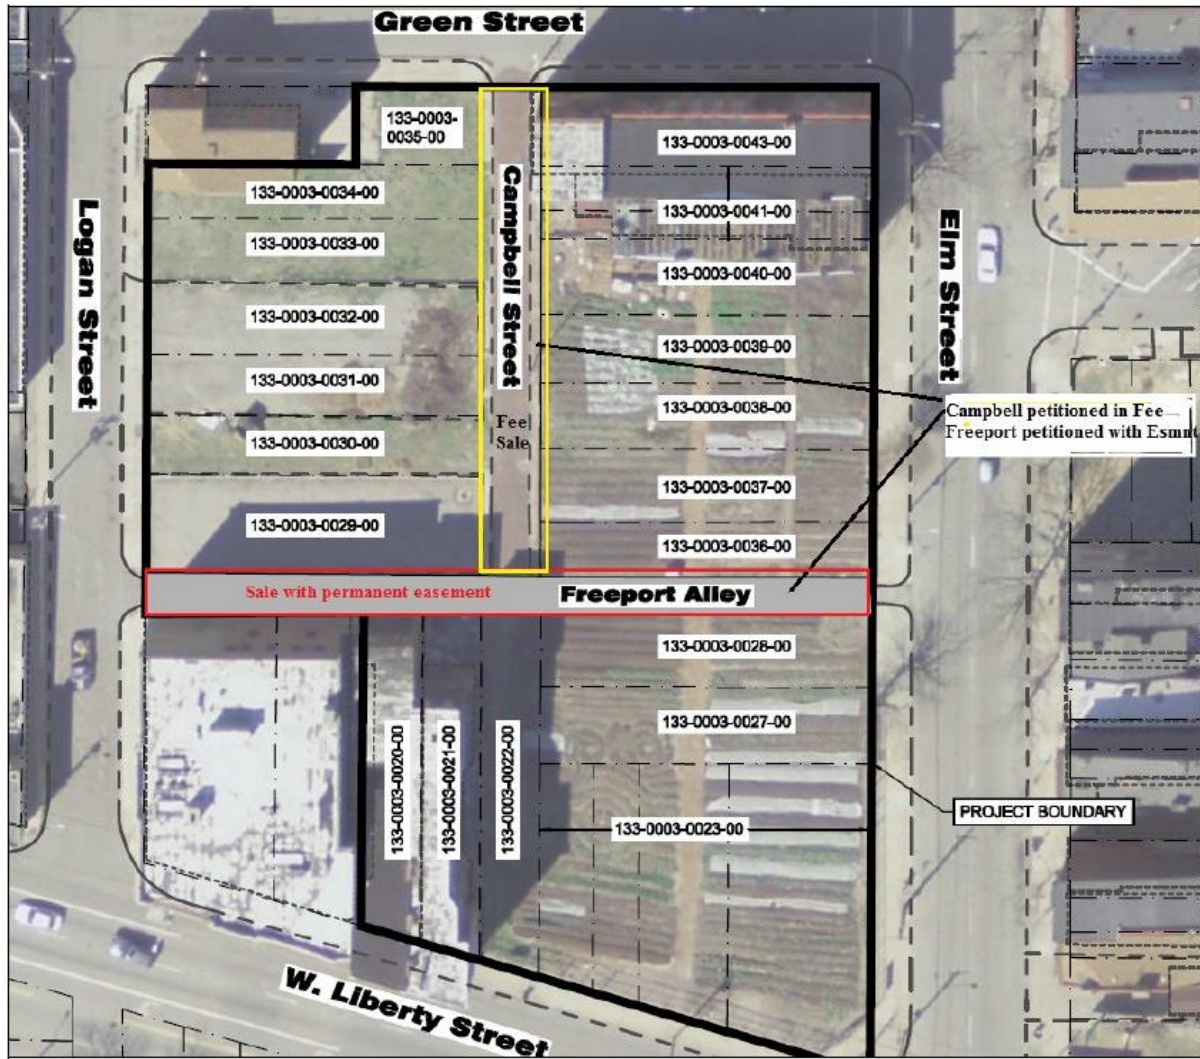 Green Street
133-0003-
0035-00
133-0003-0043-00
133-0003-0034-00
133-0003-0041-00
133-0003-0033-00
133-0003-0040-00
Logan Street
Campbell Street
Elm Street
133-0003-0032-00
133-0003-0039-00
133-0003-0031-00
133-0003-0038-00
Campbell petitioned in Fee
Freeport petitioned with Esmnt
Fee
Sale
133-0003-0030-00
133-0003-0037-00
133-0003-0029-00
133-0003-0036-00
Sale with permanent easement
Freeport Alley
133-0003-0028-00
133-0003-0027-00
133-0003-0020-00
133-0003-0021-00
133-0003-0022-00
133-0003-0023-00
PROJECT BOUNDARY
W. Liberty Street